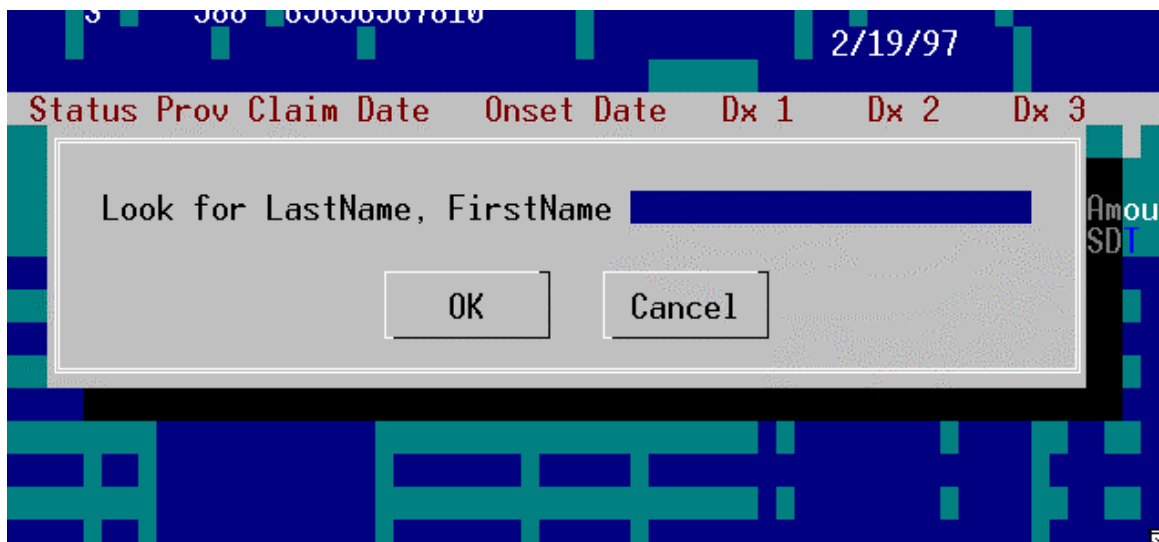 2/19/97
Status Prov Claim Date Onset Date Dx 1 Dx 2 Dx 3
Look for LastName, FirstName
Amou
SDT
OK Cancel